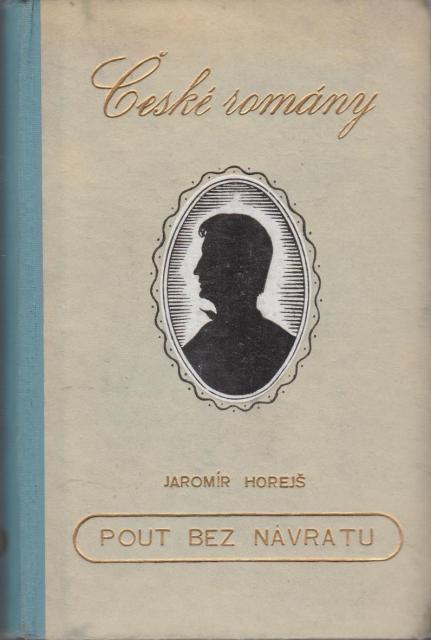 České romány
JAROMÍR HOREJŠ
POUT BEZ NÁVRATU